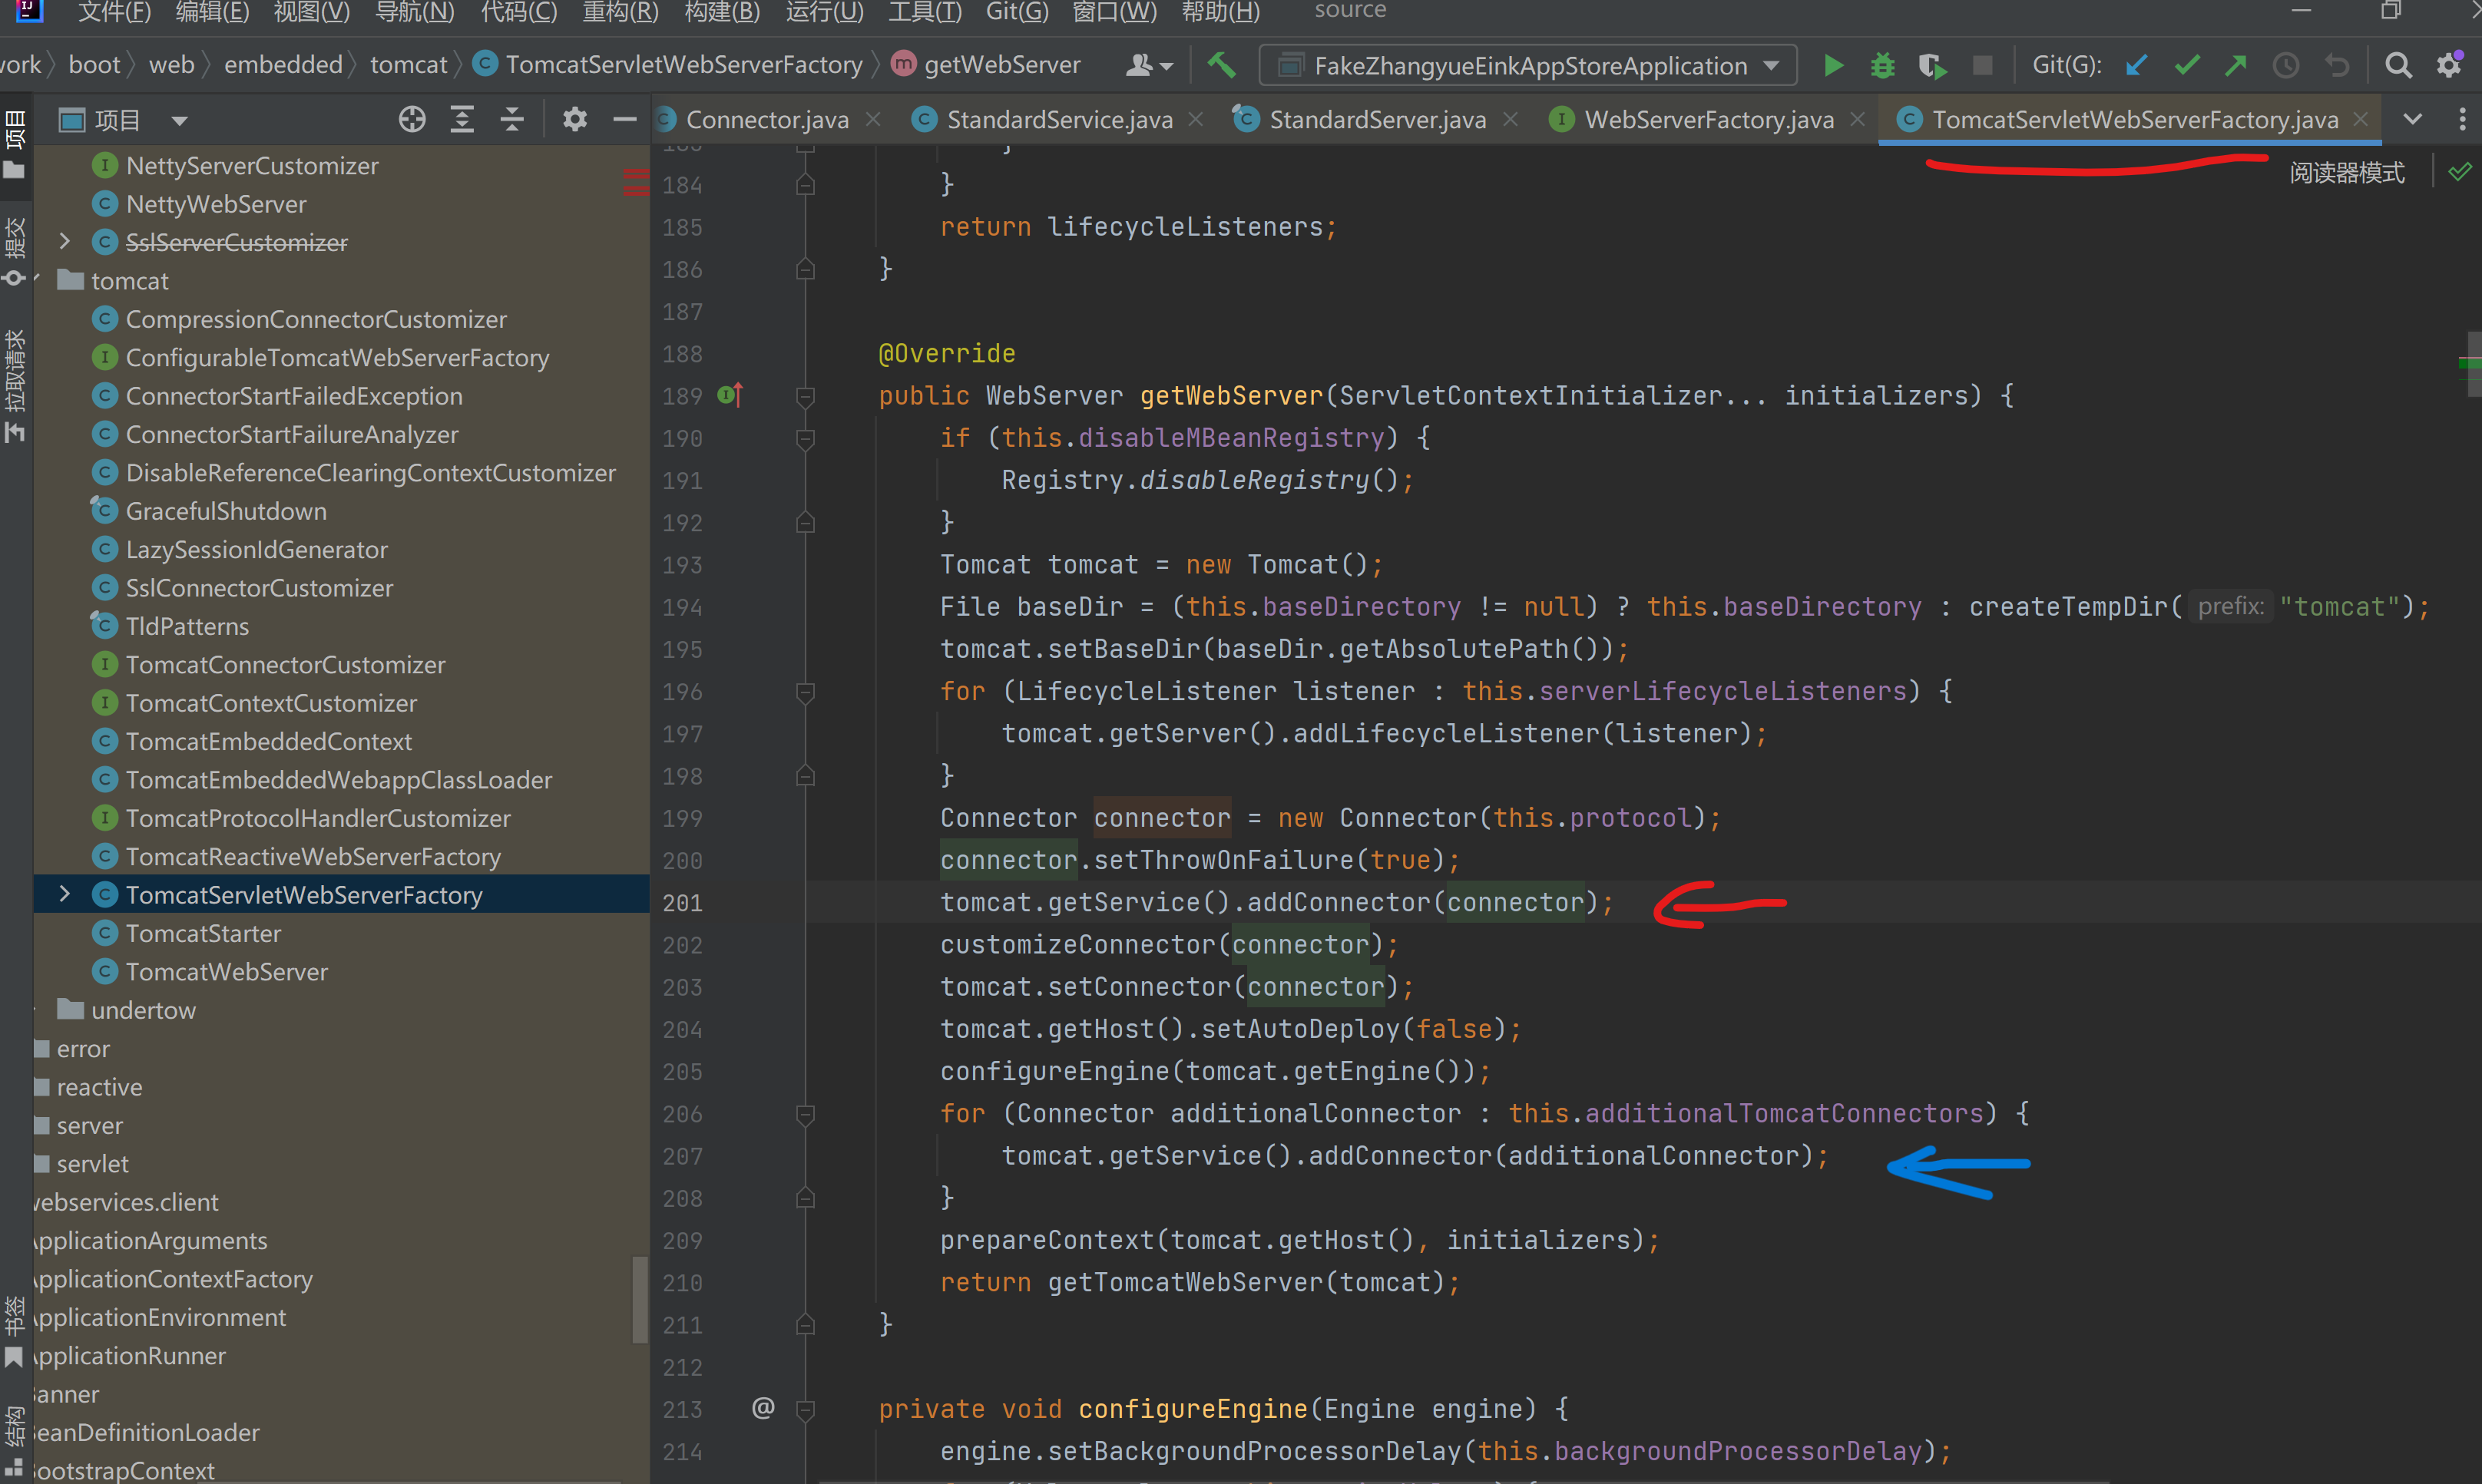 文件(F) 编辑(E) 视图(V) 导航(N) 代码(C) 重构(R) 构建(B) 运行(U) 工具(T) Git(G) 窗口(W) 帮助(H) source
boot web embedded tomcat TomcatServletWebServerFactory getWebServer FakeZhangyueEinkAppStoreApplication Git(G):
项目
Connector.java StandardService.java StandardServer.java WebServerFactory.java TomcatServletWebServerFactory.java
阅读器模式
项目
提交
拉取请求
书签
结构
NettyServerCustomizer
NettyWebServer
SslServerCustomizer
tomcat
CompressionConnectorCustomizer
ConfigurableTomcatWebServerFactory
ConnectorStartFailedException
ConnectorStartFailureAnalyzer
DisableReferenceClearingContextCustomizer
GracefulShutdown
LazySessionIdGenerator
SslConnectorCustomizer
TldPatterns
TomcatConnectorCustomizer
TomcatContextCustomizer
TomcatEmbeddedContext
TomcatEmbeddedWebappClassLoader
TomcatProtocolHandlerCustomizer
TomcatReactiveWebServerFactory
TomcatServletWebServerFactory
TomcatStarter
TomcatWebServer
undertow
error
reactive
server
servlet
webservices.client
ApplicationArguments
ApplicationContextFactory
ApplicationEnvironment
ApplicationRunner
Banner
BeanDefinitionLoader
BootstrapContext
184 }
185 return lifecycleListeners;
186 }
187
188 @Override
189 public WebServer getWebServer(ServletContextInitializer... initializers) {
190 if (this.disableMBeanRegistry) {
191 Registry.disableRegistry();
192 }
193 Tomcat tomcat = new Tomcat();
194 File baseDir = (this.baseDirectory != null) ? this.baseDirectory : createTempDir( prefix: "tomcat");
195 tomcat.setBaseDir(baseDir.getAbsolutePath());
196 for (LifecycleListener listener : this.serverLifecycleListeners) {
197 tomcat.getServer().addLifecycleListener(listener);
198 }
199 Connector connector = new Connector(this.protocol);
200 connector.setThrowOnFailure(true);
201 tomcat.getService().addConnector(connector);
202 customizeConnector(connector);
203 tomcat.setConnector(connector);
204 tomcat.getHost().setAutoDeploy(false);
205 configureEngine(tomcat.getEngine());
206 for (Connector additionalConnector : this.additionalTomcatConnectors) {
207 tomcat.getService().addConnector(additionalConnector);
208 }
209 prepareContext(tomcat.getHost(), initializers);
210 return getTomcatWebServer(tomcat);
211 }
212
213 @ private void configureEngine(Engine engine) {
214 engine.setBackgroundProcessorDelay(this.backgroundProcessorDelay);